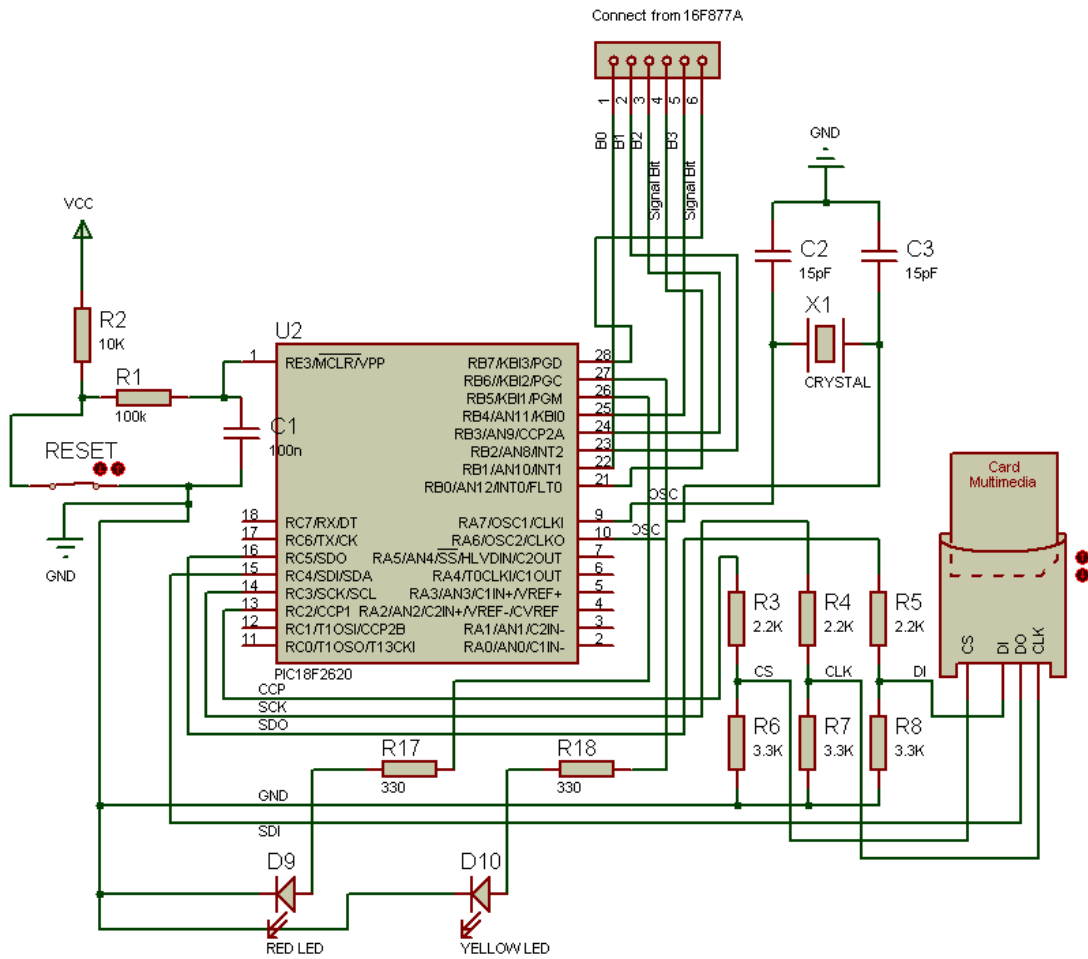 Connect from 16F877A
1
2
3
4
5
6
B0
B1
B2
Signal Bit
B3
Signal Bit
GND
VCC
C2
15pF
C3
15pF
X1
CRYSTAL
R2
10K
R1
100k
C1
100n
RESET
GND
U2
1
RE3/MCLR/VPP
RB7/KBI3/PGD
28
RB6/KBI2/PGC
27
RB5/KBI1/PGM
26
RB4/AN11/KBI0
25
RB3/AN9/CCP2A
24
RB2/AN8/INT2
23
RB1/AN10/INT1
22
RB0/AN12/INT0/FLT0
21
18
RC7/RX/DT
RA7/OSC1/CLKI
9
OSC
17
RC6/TX/CK
RA6/OSC2/CLKO
10
OSC
16
RC5/SDO
RA5/AN4/SS/HLVDIN/C2OUT
7
15
RC4/SDI/SDA
RA4/T0CLKI/C1OUT
6
14
RC3/SCK/SCL
RA3/AN3/C1IN+/VREF+
5
13
RC2/CCP1
RA2/AN2/C2IN+/VREF-/CVREF
4
12
RC1/T1OSI/CCP2B
RA1/AN1/C2IN-
3
11
RC0/T1OSO/T13CKI
RA0/AN0/C1IN-
2
PIC18F2620
Card
Multimedia
CS
DI
DO
CLK
R3
2.2K
R4
2.2K
R5
2.2K
CS
CLK
DI
R6
3.3K
R7
3.3K
R8
3.3K
CCP
SCK
SDO
R17
330
R18
330
GND
SDI
D9
RED LED
D10
YELLOW LED